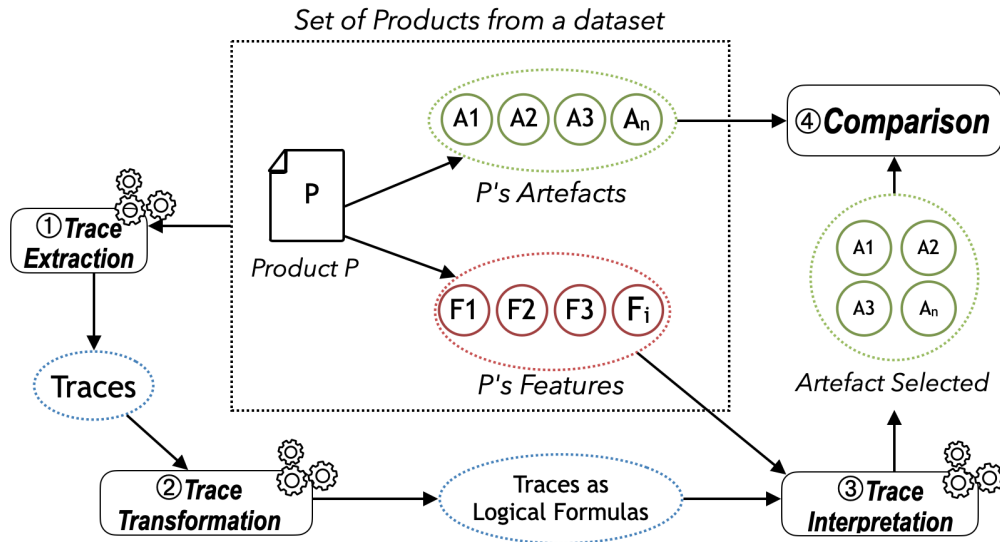 Set of Products from a dataset
A1 A2 A3 Aₙ
P's Artefacts
④Comparison
P
Product P
①Trace
Extraction
F1 F2 F3 Fᵢ
P's Features
A1 A2
A3 Aₙ
Artefact Selected
Traces
②Trace
Transformation
Traces as
Logical Formulas
③Trace
Interpretation